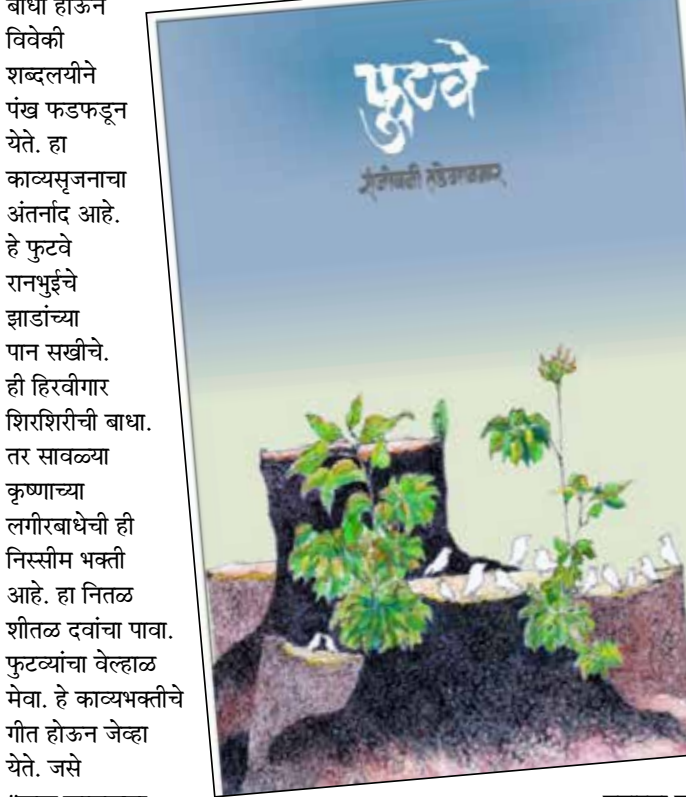 बाधा होऊन
विवेकी
शब्दलयीने
पंख फडफडून
येते. हा
काव्यसृजनाचा
अंतर्नाद आहे.
हे फुटवे
रानभुईचे
झाडांच्या
पान सखीचे.
ही हिरवीगार
शिरशिरीची बाधा.
तर सावळ्या
कृष्णाच्या
लगीरबाधेची ही
निस्सीम भक्ती
आहे. हा नितळ
शीतळ दवांचा पावा.
फुटव्यांचा वेल्हाळ
मेवा. हे काव्यभक्तीचे
गीत होऊन जेव्हा
येते. जसे
फुटवे